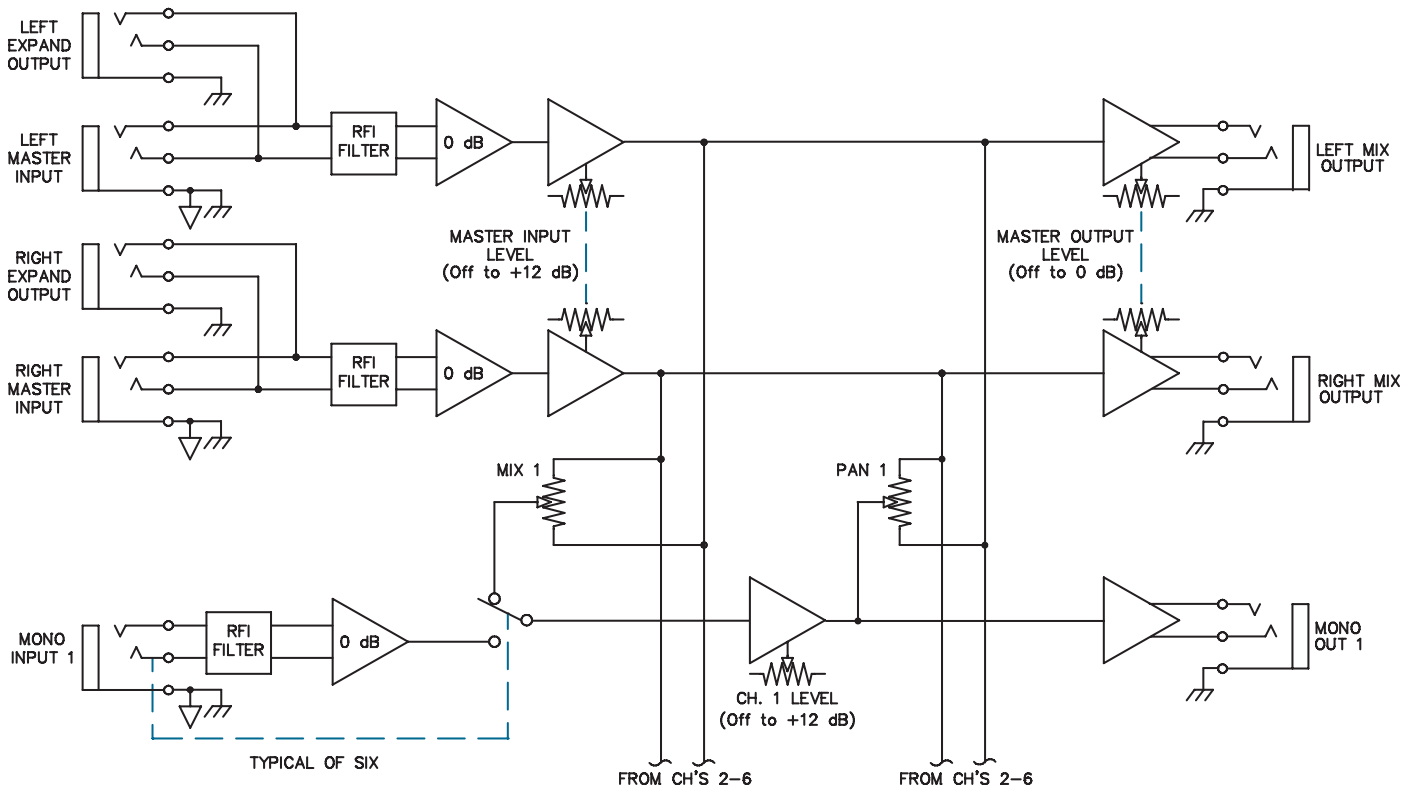 LEFT
EXPAND
OUTPUT
LEFT
MASTER
INPUT
RFI
FILTER
0 dB
LEFT MIX
OUTPUT
MASTER INPUT
LEVEL
(Off to +12 dB)
MASTER OUTPUT
LEVEL
(Off to 0 dB)
RIGHT
EXPAND
OUTPUT
RIGHT
MASTER
INPUT
RFI
FILTER
0 dB
RIGHT MIX
OUTPUT
MIX 1
PAN 1
MONO
INPUT 1
RFI
FILTER
0 dB
MONO
OUT 1
CH. 1 LEVEL
(Off to +12 dB)
TYPICAL OF SIX
FROM CH'S 2-6
FROM CH'S 2-6